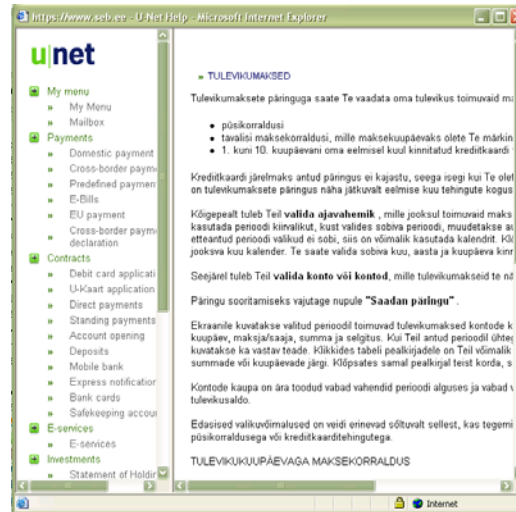 https://www.seb.ee - U-Net Help - Microsoft Internet Explorer
u|net
My menu
My Menu
Mailbox
Payments
Domestic payment
Cross-border paym
Predefined paymen
E-Bills
EU payment
Cross-border payme
declaration
Contracts
Debit card applicati
U-Kaart application
Direct payments
Standing payments
Account opening
Deposits
Mobile bank
Express notification
Bank cards
Safekeeping accou
E-services
E-services
Investments
Statement of Holdin
» TULEVIKUMAKSED
Tulevikumaksete päringuga saate Te vaadata oma tulevikus toimuvaid ma
• püsikorraldusi
• tavalisi maksekorraldusi, mille maksekuupäevaks olete Te märkin
• 1. kuni 10. kuupäevani oma eelmisel kuul kinnitatud krediitkaardi
Krediitkaardi järelmaks antud päringus ei kajastu, seega isegi kui Te olet
on tulevikumaksete päringus näha jätkuvalt eelmise kuu tehingute kogus
Kõigepealt tuleb Teil valida ajavahemik , mille jooksul toimuvaid maks
kasutada perioodi kiirvalikut, kust valides sobiva perioodi, muudetakse au
etteantud perioodi valikud ei sobi, siis on võimalik kasutada kalendrit. Kli
jooksva kuu kalender. Te saate valida sobiva kuu, aasta ja kuupäeva kinn
Seejärel tuleb Teil valida konto või kontod, mille tulevikumakseid te nä
Päringu sooritamiseks vajutage nupule "Saadan päringu" .
Ekraanile kuvatakse valitud perioodil toimuvad tulevikumaksed kontode k
kuupäev, maksja/saaja, summa ja selgitus. Kui Teil antud perioodil ühteg
kuvatakse ka vastav teade. Klikkides tabeli pealkirjadele on Teil võimalik
summade või kuupäevade järgi. Klõpsates samal pealkirjal teist korda, s
Kontode kaupa on ära toodud vabad vahendid perioodi alguses ja vabad v
tulevikusaldo.
Edasised valikuvõimalused on veidi erinevad sõltuvalt sellest, kas tegemi
püsikorraldusega või krediitkaarditehingutega.
TULEVIKUKUUPÄEVAGA MAKSEKORRALDUS
Internet